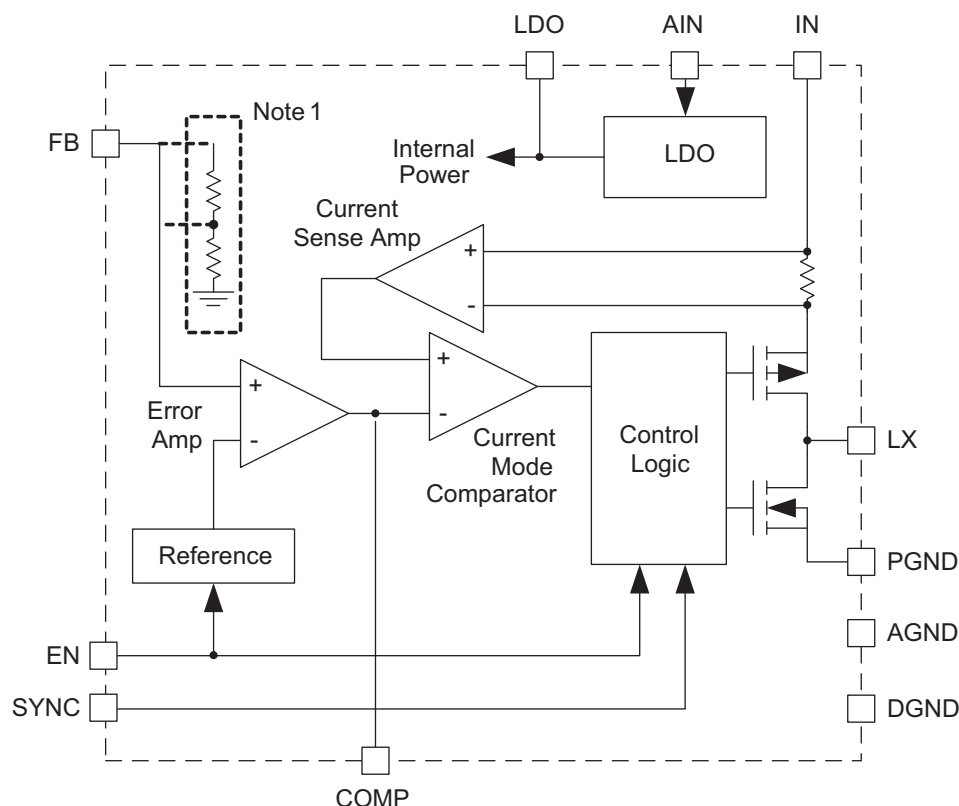 LDO
AIN
IN
Note 1
FB
Internal
Power
LDO
Current
Sense Amp
+
-
+
-
Error
Amp
+
-
Current
Mode
Comparator
Control
Logic
LX
Reference
PGND
EN
AGND
SYNC
DGND
COMP